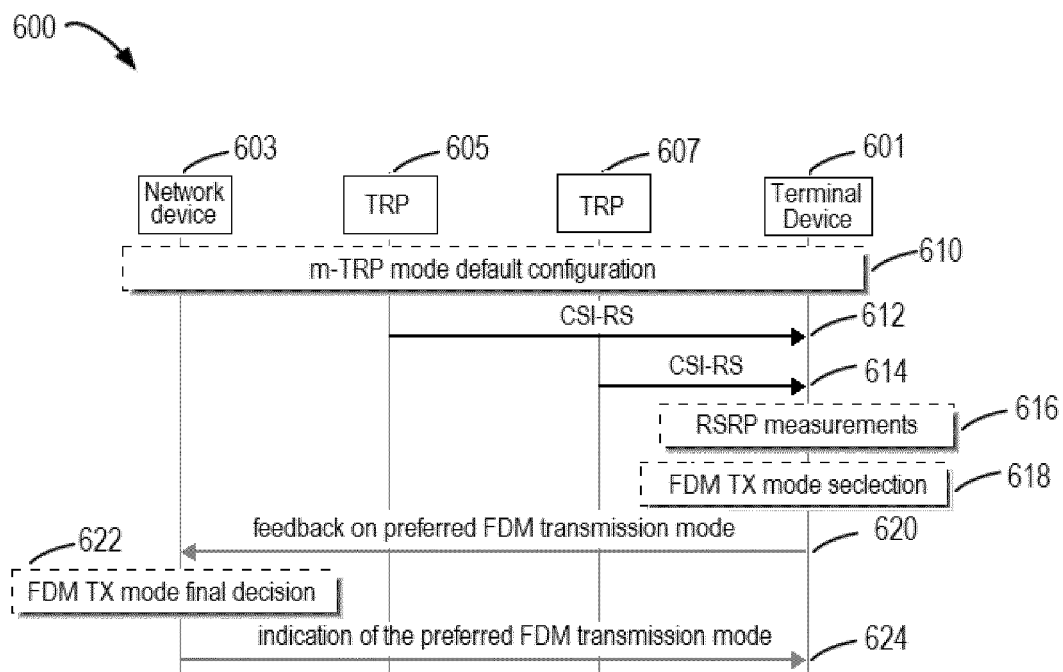 600
603
605
607
601
Network
device
TRP
TRP
Terminal
Device
m-TRP mode default configuration
610
CSI-RS
612
CSI-RS
614
RSRP measurements
616
FDM TX mode seclection
618
feedback on preferred FDM transmission mode
620
622
FDM TX mode final decision
indication of the preferred FDM transmission mode
624